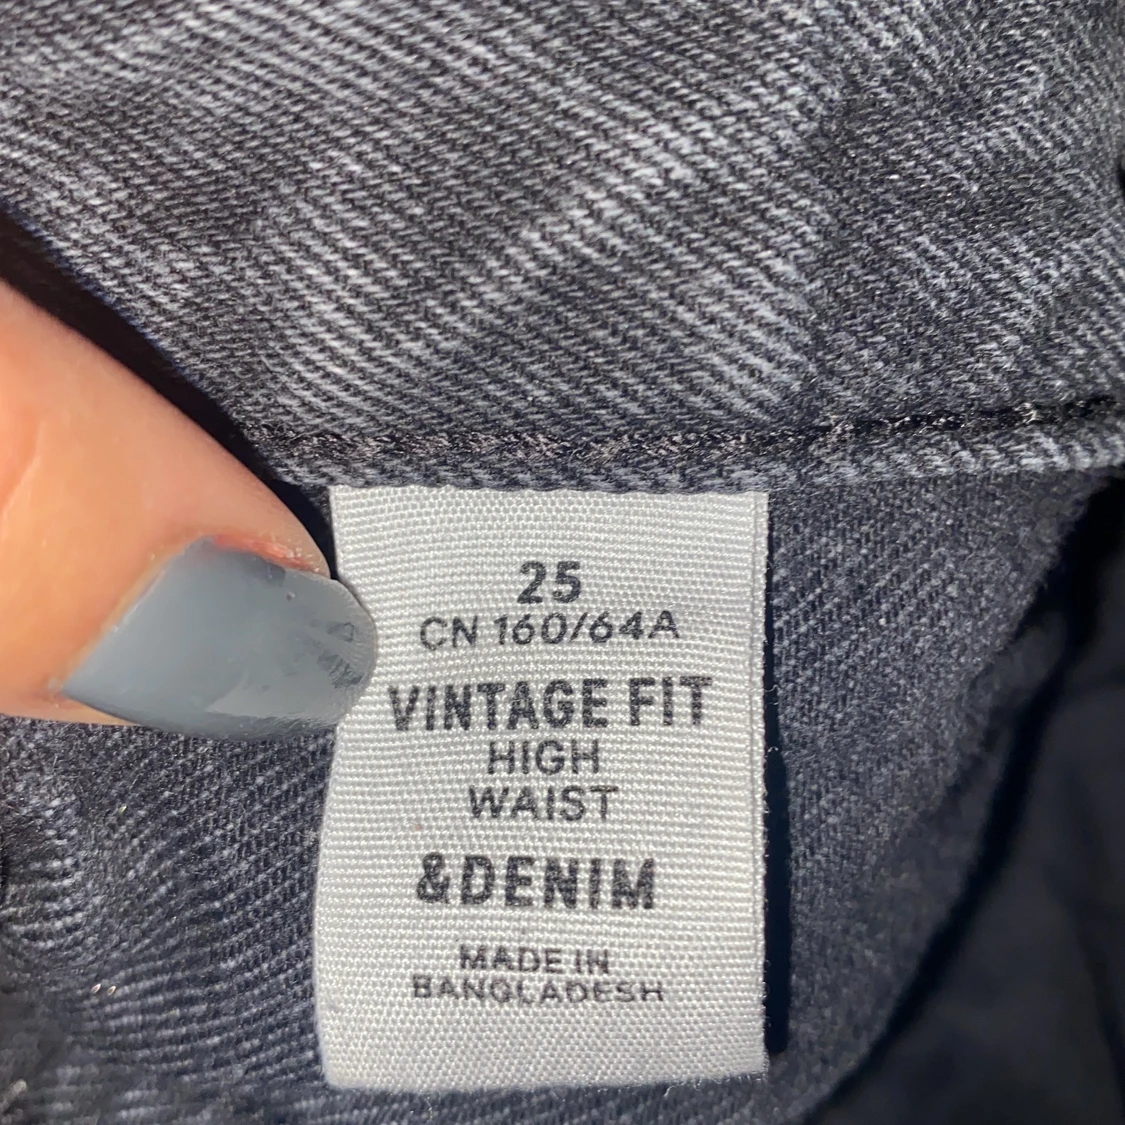 25
CN 160/64A
VINTAGE FIT
HIGH
WAIST
&DENIM
MADE IN
BANGLADESH